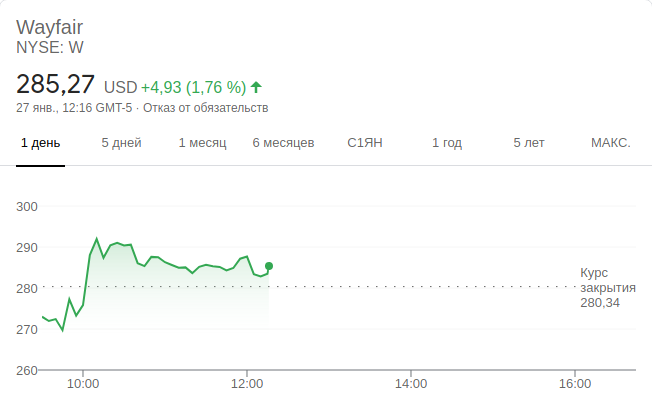 Wayfair
NYSE: W
285,27 USD +4,93 (1,76 %)
27 янв., 12:16 GMT-5 · Отказ от обязательств
1 день 5 дней 1 месяц 6 месяцев С1ЯН 1 год 5 лет МАКС.
300
290
280
270
260
Курс
закрытия
280,34
10:00 12:00 14:00 16:00